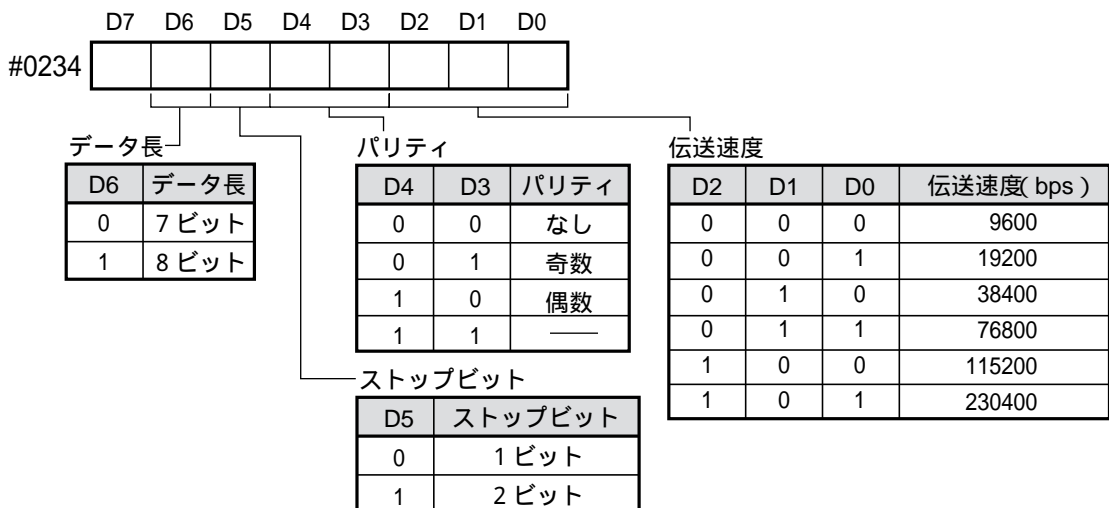 D7 D6 D5 D4 D3 D2 D1 D0
#0234
データ長
D6 データ長
0 7ビット
1 8ビット
パリティ
D4 D3 パリティ
0 0 なし
0 1 奇数
1 0 偶数
1 1 ――
伝送速度
D2 D1 D0 伝送速度(bps)
0 0 0 9600
0 0 1 19200
0 1 0 38400
0 1 1 76800
1 0 0 115200
1 0 1 230400
ストップビット
D5 ストップビット
0 1ビット
1 2ビット